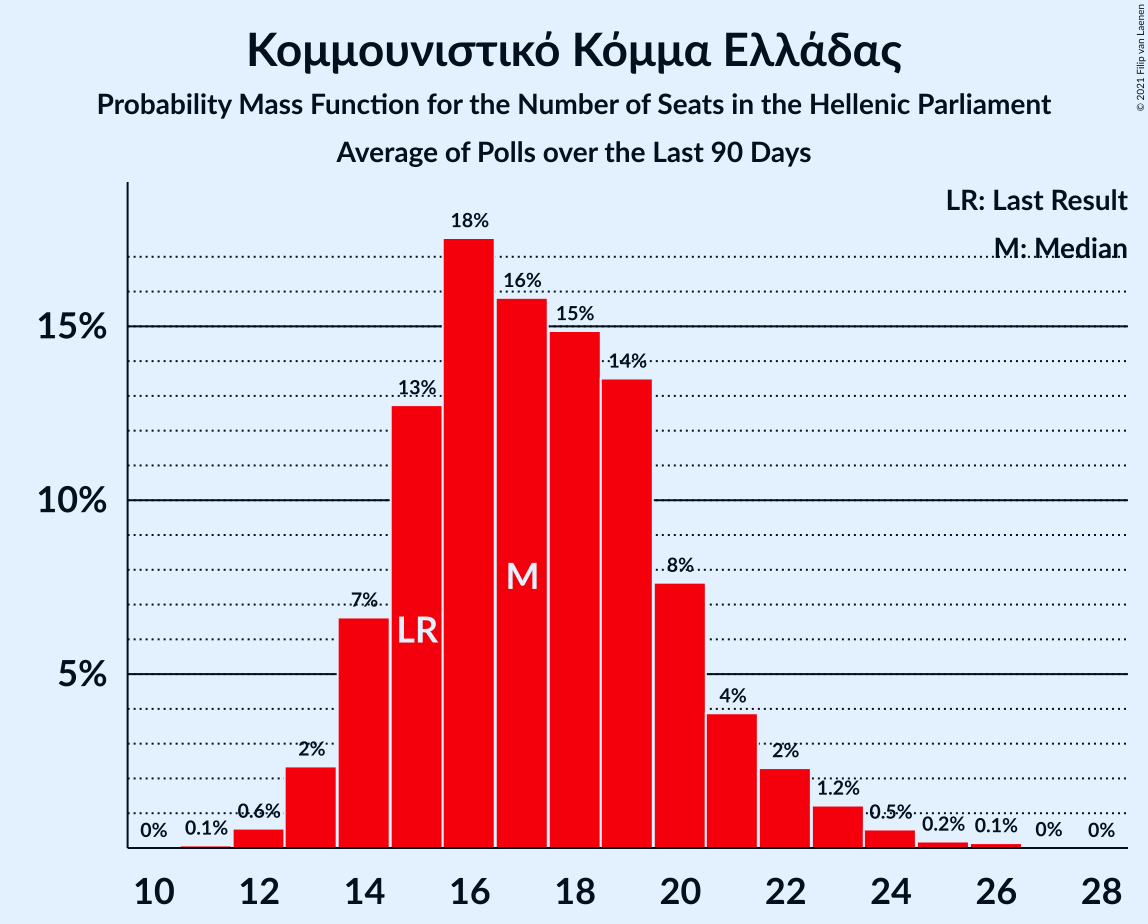 Κομμουνιστικό Κόμμα Ελλάδας
Probability Mass Function for the Number of Seats in the Hellenic Parliament
Average of Polls over the Last 90 Days
© 2021 Filip van Laenen
LR: Last Result
M: Median
15%
10%
5%
0%
0.1%
0.6%
2%
7%
13%
18%
16%
15%
14%
8%
4%
2%
1.2%
0.5%
0.2%
0.1%
0%
0%
LR
M
10 12 14 16 18 20 22 24 26 28